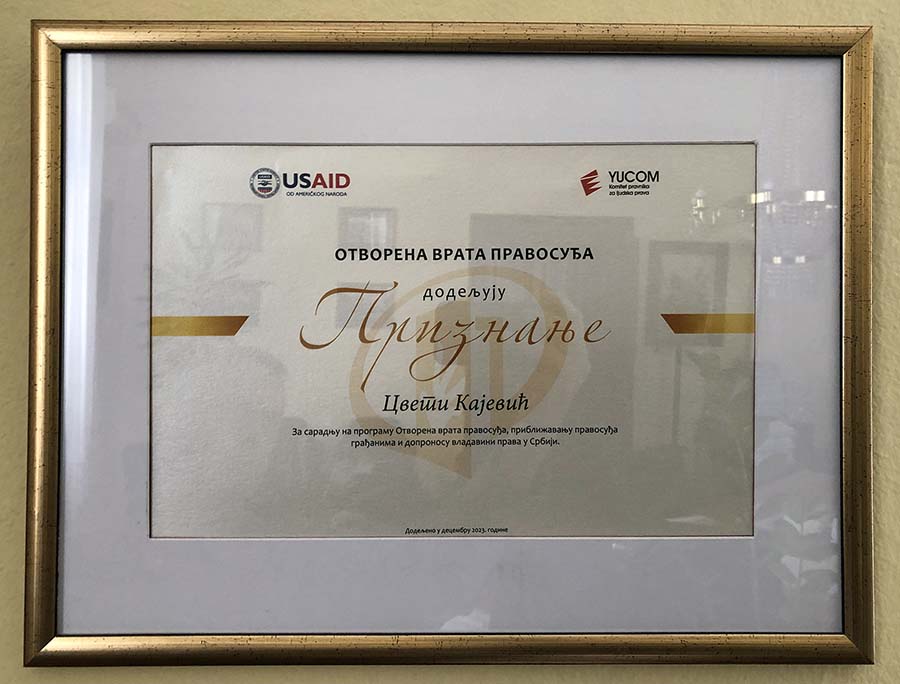 USAID
OD AMERIČKOG NARODA
YUCOM
Komitet pravnika
za ljudska prava
ОТВОРЕНА ВРАТА ПРАВОСУЂА
додељују
Признање
Цвети Кајевић
За сарадњу на програму Отворена врата правосуђа, приближавању правосуђа
грађанима и допроносу владавини права у Србији.
Додељено у децембру 2023. године